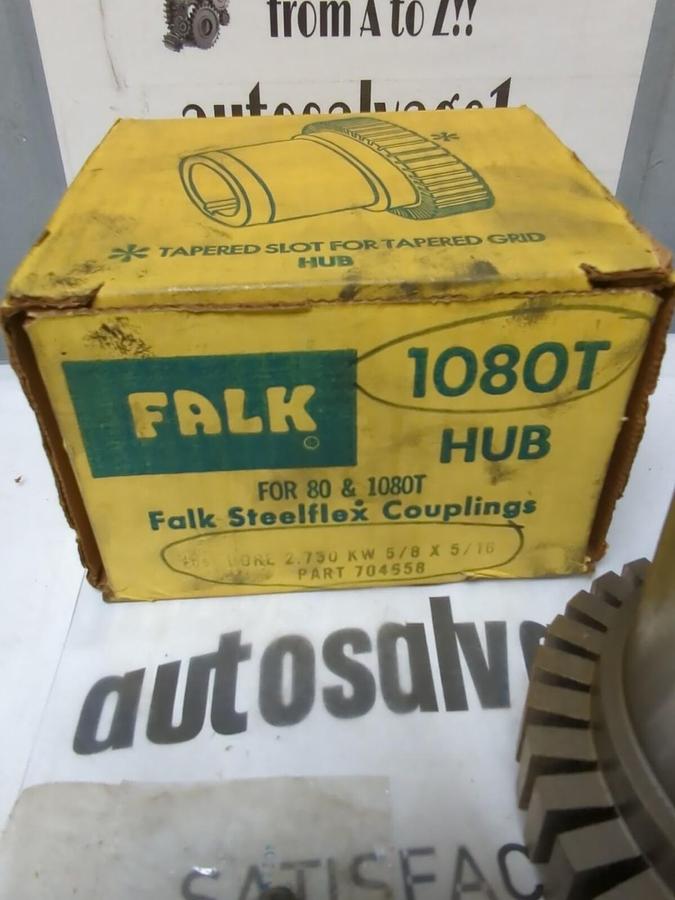 from A to Z!!
autosalvage1
* TAPERED SLOT FOR TAPERED GRID
HUB
FALK
1080T
HUB
FOR 80 & 1080T
Falk Steelflex Couplings
BORE 2.750 KW 5/8 X 5/16
PART 704658
autosalv
SATISFAC